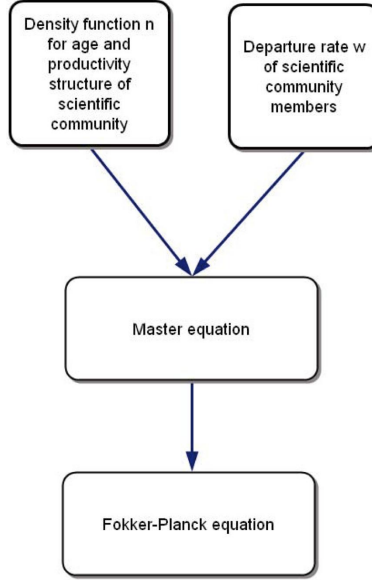 Density function n
for age and
productivity
structure of
scientific
community
Departure rate w
of scientific
community
members
Master equation
Fokker-Planck equation